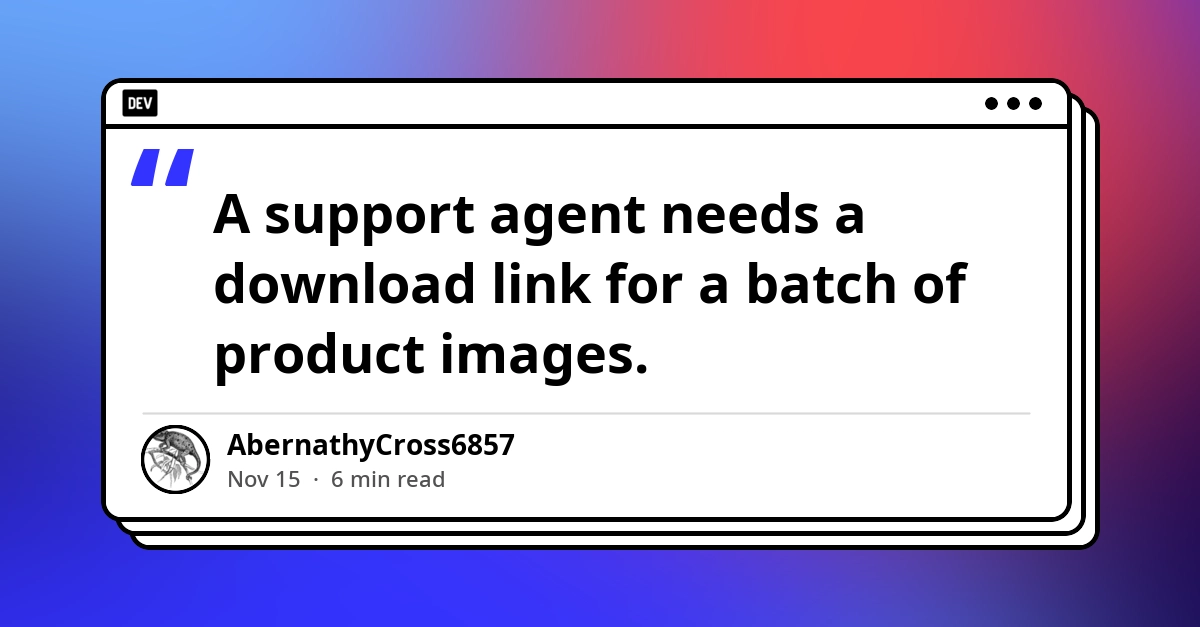 DEV
“
A support agent needs a
download link for a batch of
product images.
AbernathyCross6857
Nov 15 · 6 min read